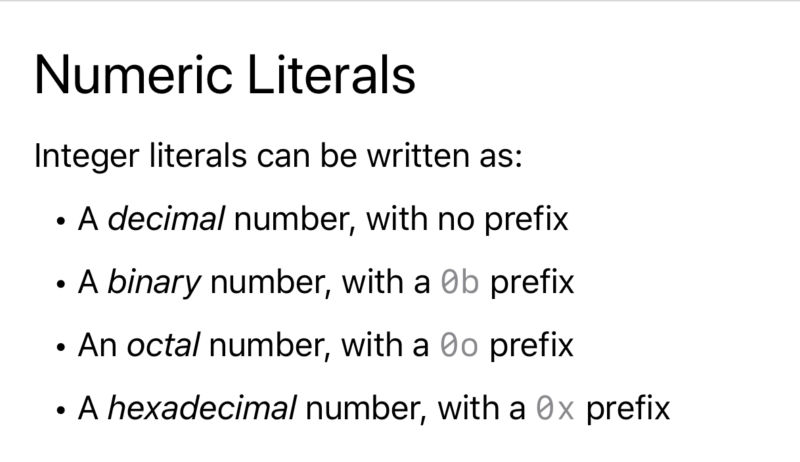 Numeric Literals
Integer literals can be written as:
• A decimal number, with no prefix
• A binary number, with a 0b prefix
• An octal number, with a 0o prefix
• A hexadecimal number, with a 0x prefix